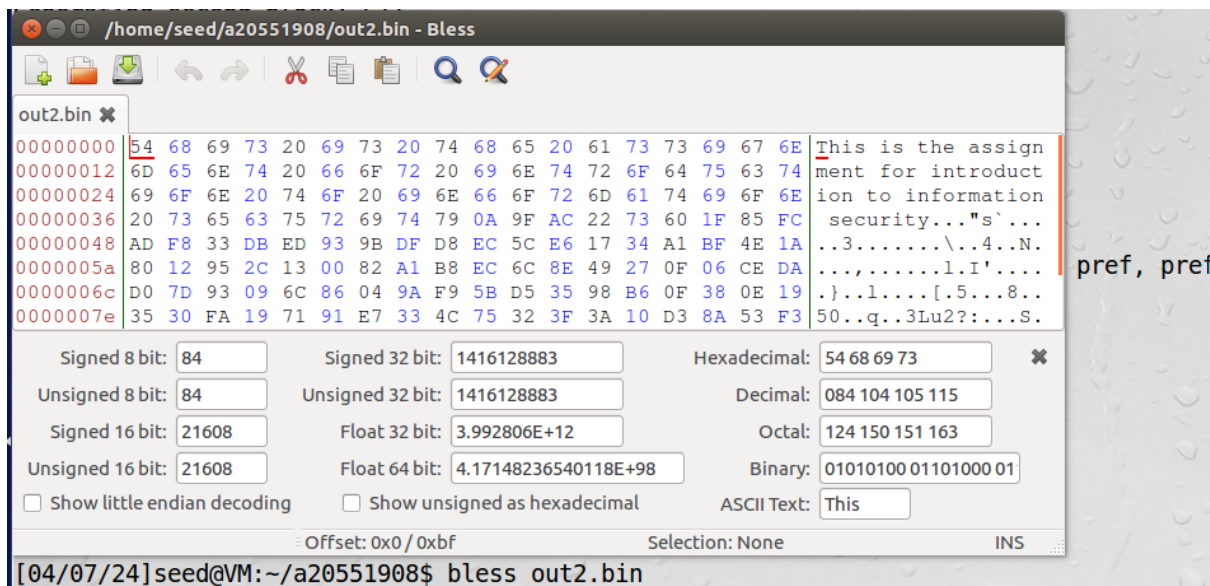 /home/seed/a20551908/out2.bin - Bless
out2.bin
00000000 54 68 69 73 20 69 73 20 74 68 65 20 61 73 73 69 67 6E This is the assign
00000012 6D 65 6E 74 20 66 6F 72 20 69 6E 74 72 6F 64 75 63 74 ment for introduct
00000024 69 6F 6E 20 74 6F 20 69 6E 66 6F 72 6D 61 74 69 6F 6E ion to information
00000036 20 73 65 63 75 72 69 74 79 0A 9F AC 22 73 60 1F 85 FC  security..."s`...
00000048 AD F8 33 DB ED 93 9B DF D8 EC 5C E6 17 34 A1 BF 4E 1A ..3.......\..4..N.
0000005a 80 12 95 2C 13 00 82 A1 B8 EC 6C 8E 49 27 0F 06 CE DA ...,......l.I'....
pref, pref
0000006c D0 7D 93 09 6C 86 04 9A F9 5B D5 35 98 B6 0F 38 0E 19 .}..l....[.5...8..
0000007e 35 30 FA 19 71 91 E7 33 4C 75 32 3F 3A 10 D3 8A 53 F3 50..q..3Lu2?:...S.
Signed 8 bit: 84 Signed 32 bit: 1416128883 Hexadecimal: 54 68 69 73
Unsigned 8 bit: 84 Unsigned 32 bit: 1416128883 Decimal: 084 104 105 115
Signed 16 bit: 21608 Float 32 bit: 3.992806E+12 Octal: 124 150 151 163
Unsigned 16 bit: 21608 Float 64 bit: 4.17148236540118E+98 Binary: 01010100 01101000 01
Show little endian decoding Show unsigned as hexadecimal ASCII Text: This
Offset: 0x0 / 0xbf Selection: None INS
[04/07/24]seed@VM:~/a20551908$ bless out2.bin